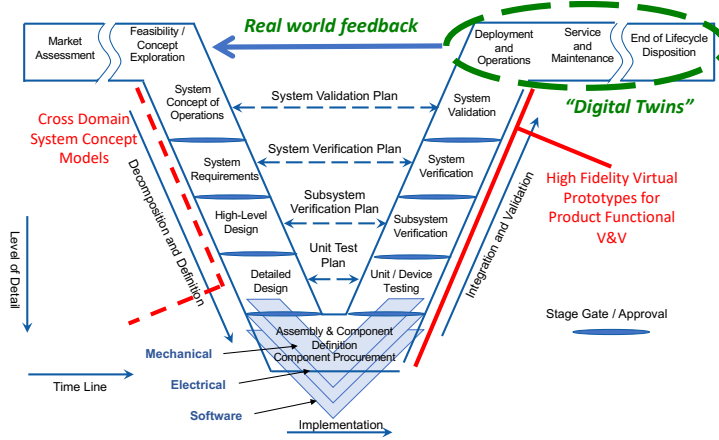 Real world feedback
Market
Assessment
Feasibility /
Concept
Exploration
Deployment
and
Operations
Service
and
Maintenance
End of Lifecycle
Disposition
"Digital Twins"
System
Concept of
Operations
System Validation Plan
System
Validation
Cross Domain
System Concept
Models
System
Requirements
System Verification Plan
System
Verification
High Fidelity Virtual
Prototypes for
Product Functional
V&V
Decomposition and Definition
High-Level
Design
Subsystem
Verification Plan
Subsystem
Verification
Integration and Validation
Level of Detail
Detailed
Design
Unit Test
Plan
Unit / Device
Testing
Stage Gate / Approval
Assembly & Component
Definition
Component Procurement
Mechanical
Electrical
Software
Time Line
Implementation